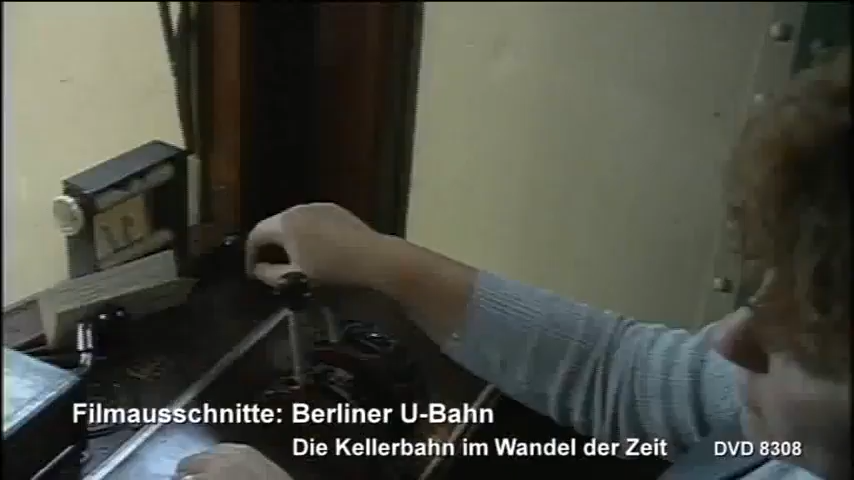 Filmausschnitte: Berliner U-Bahn
Die Kellerbahn im Wandel der Zeit DVD 8308